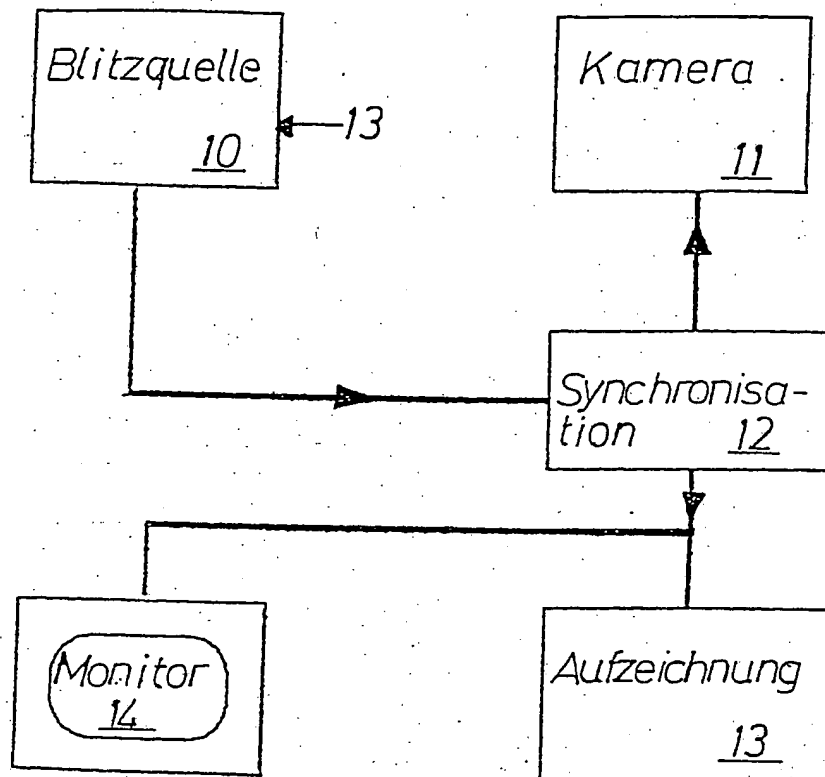 Blitzquelle
10
13
Kamera
11
Synchronisa-
tion 12
Monitor
14
Aufzeichnung
13